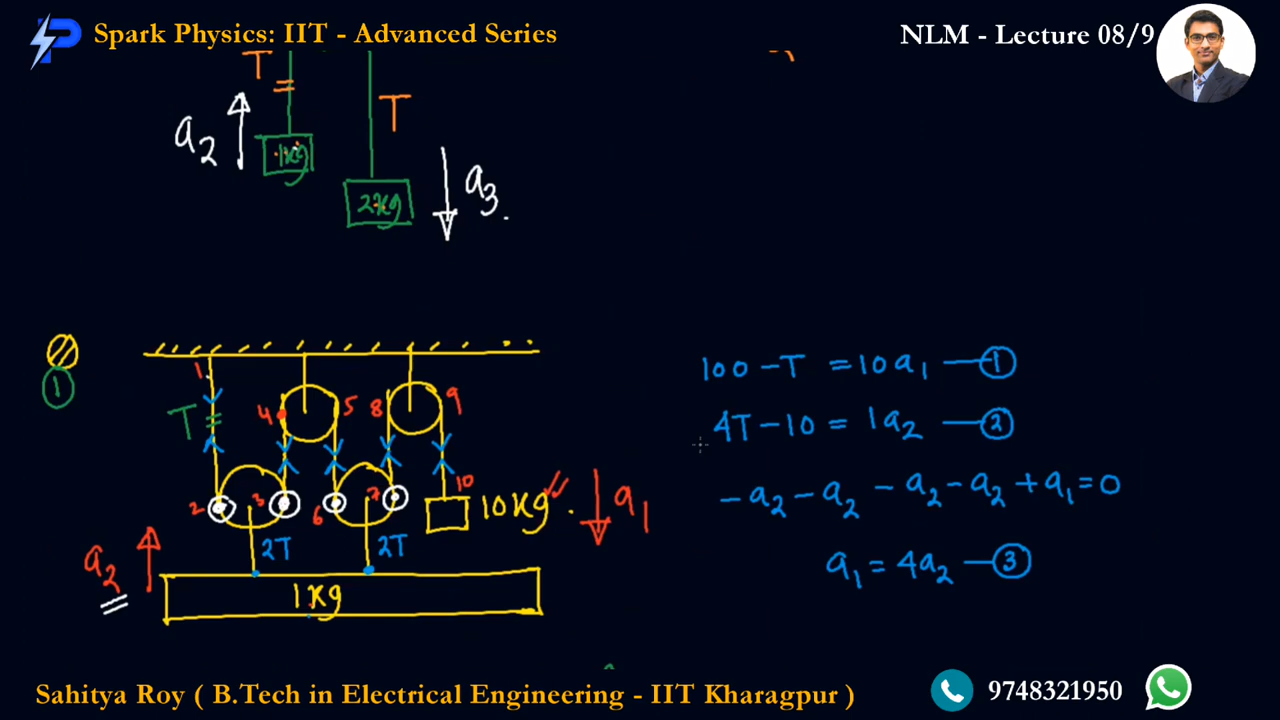 Spark Physics: IIT - Advanced Series
NLM - Lecture 08/9
T
T
a2
1kg
2kg
a3.
1
1
4
5
8
9
T
2
3
6
7
10
10kg.
a1
2T
2T
a2
1kg
100 - T = 10a1 — 1
4T - 10 = 1a2 — 2
-a2 - a2 - a2 - a2 + a1 = 0
a1 = 4a2 — 3
Sahitya Roy ( B.Tech in Electrical Engineering - IIT Kharagpur )
9748321950